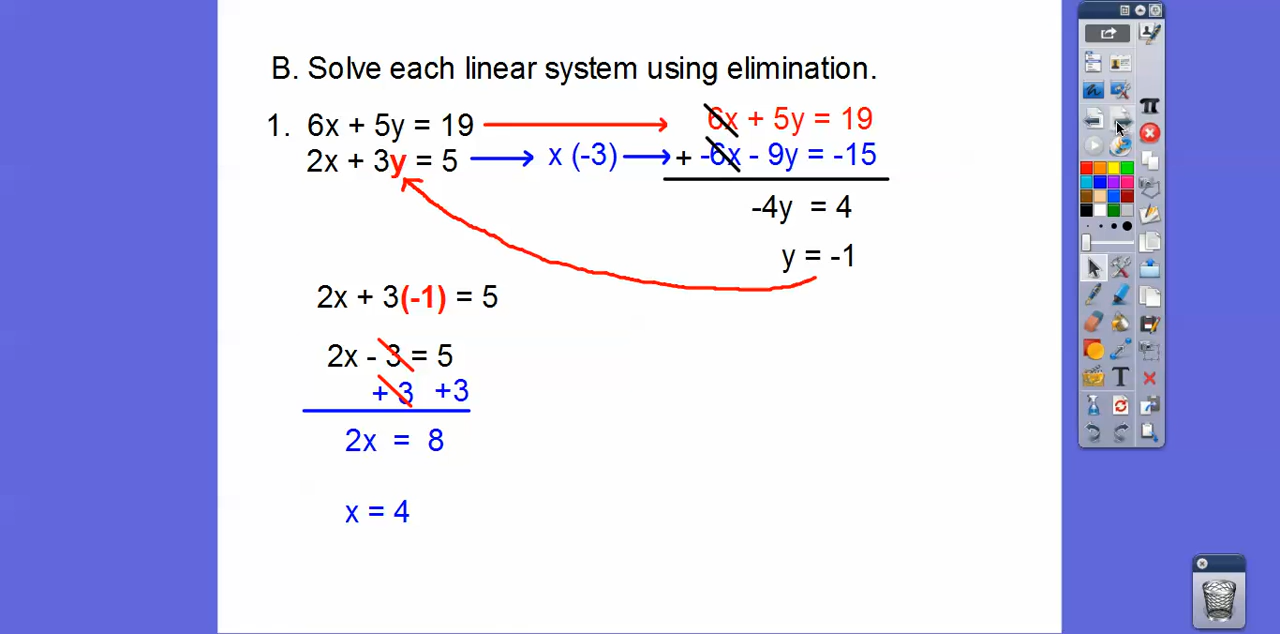 B. Solve each linear system using elimination.
1. 6x + 5y = 19
6x + 5y = 19
2x + 3y = 5
x (-3)
+ -6x - 9y = -15
-4y = 4
y = -1
2x + 3(-1) = 5
2x - 3 = 5
+ 3 +3
2x = 8
x = 4
π
T